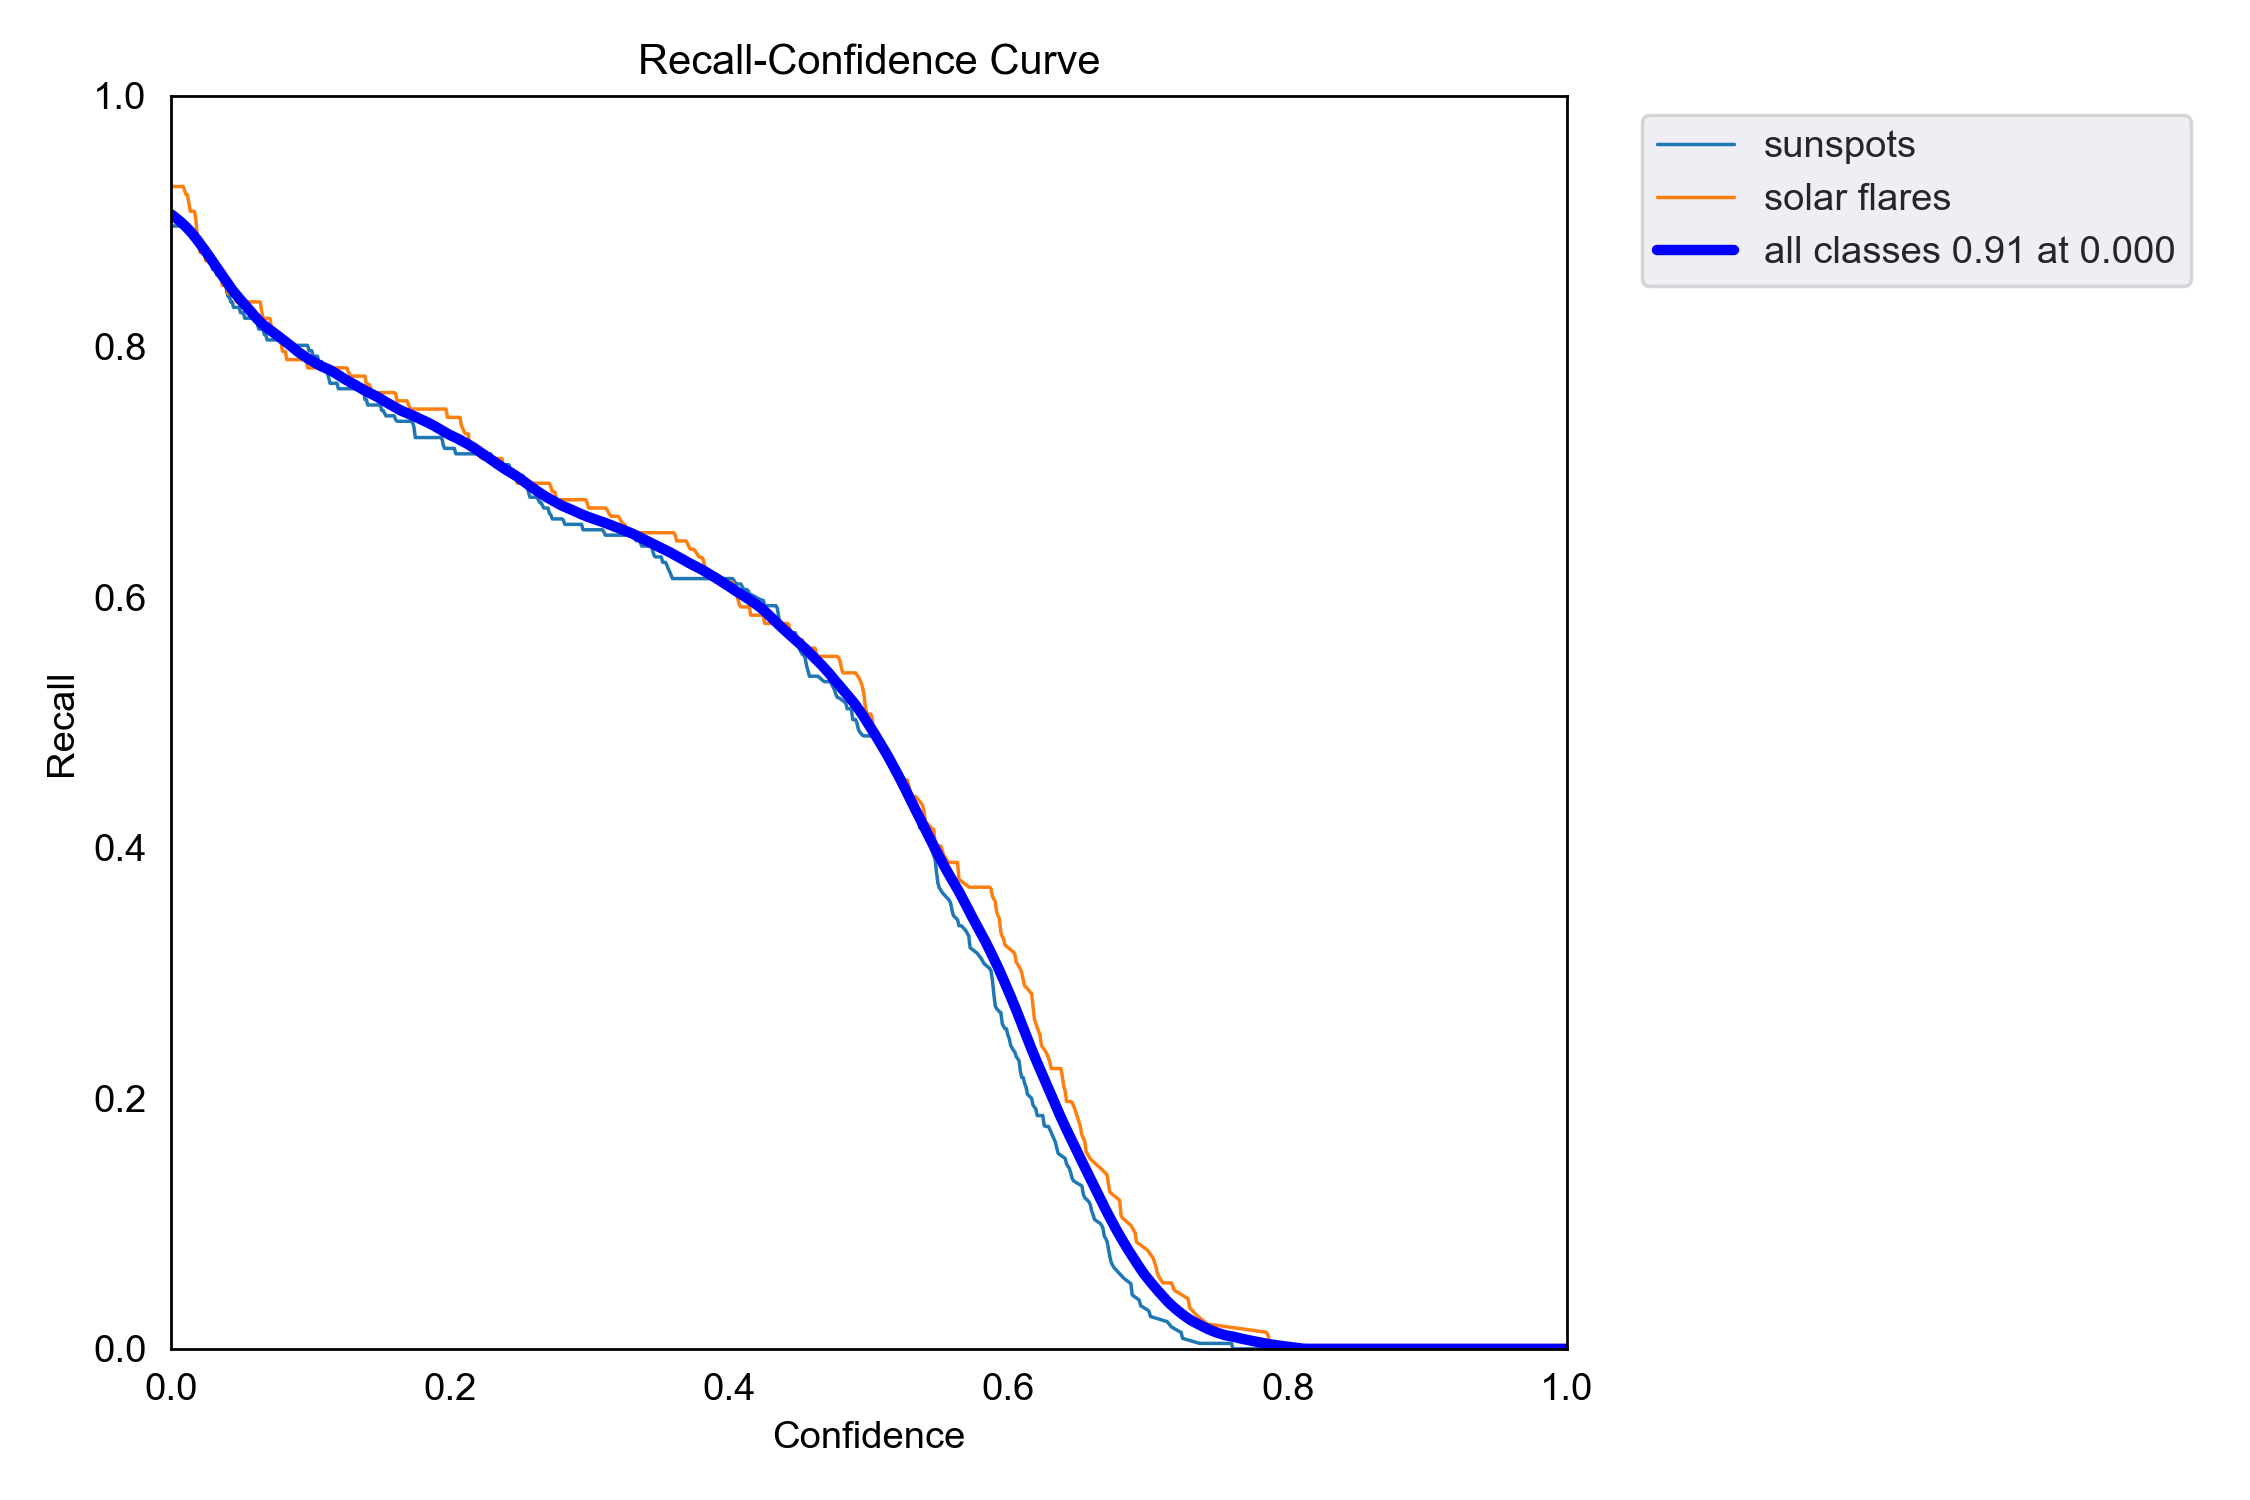 Recall-Confidence Curve
1.0
0.8
0.6
0.4
0.2
0.0
Recall
0.0 0.2 0.4 0.6 0.8 1.0
Confidence
sunspots
solar flares
all classes 0.91 at 0.000